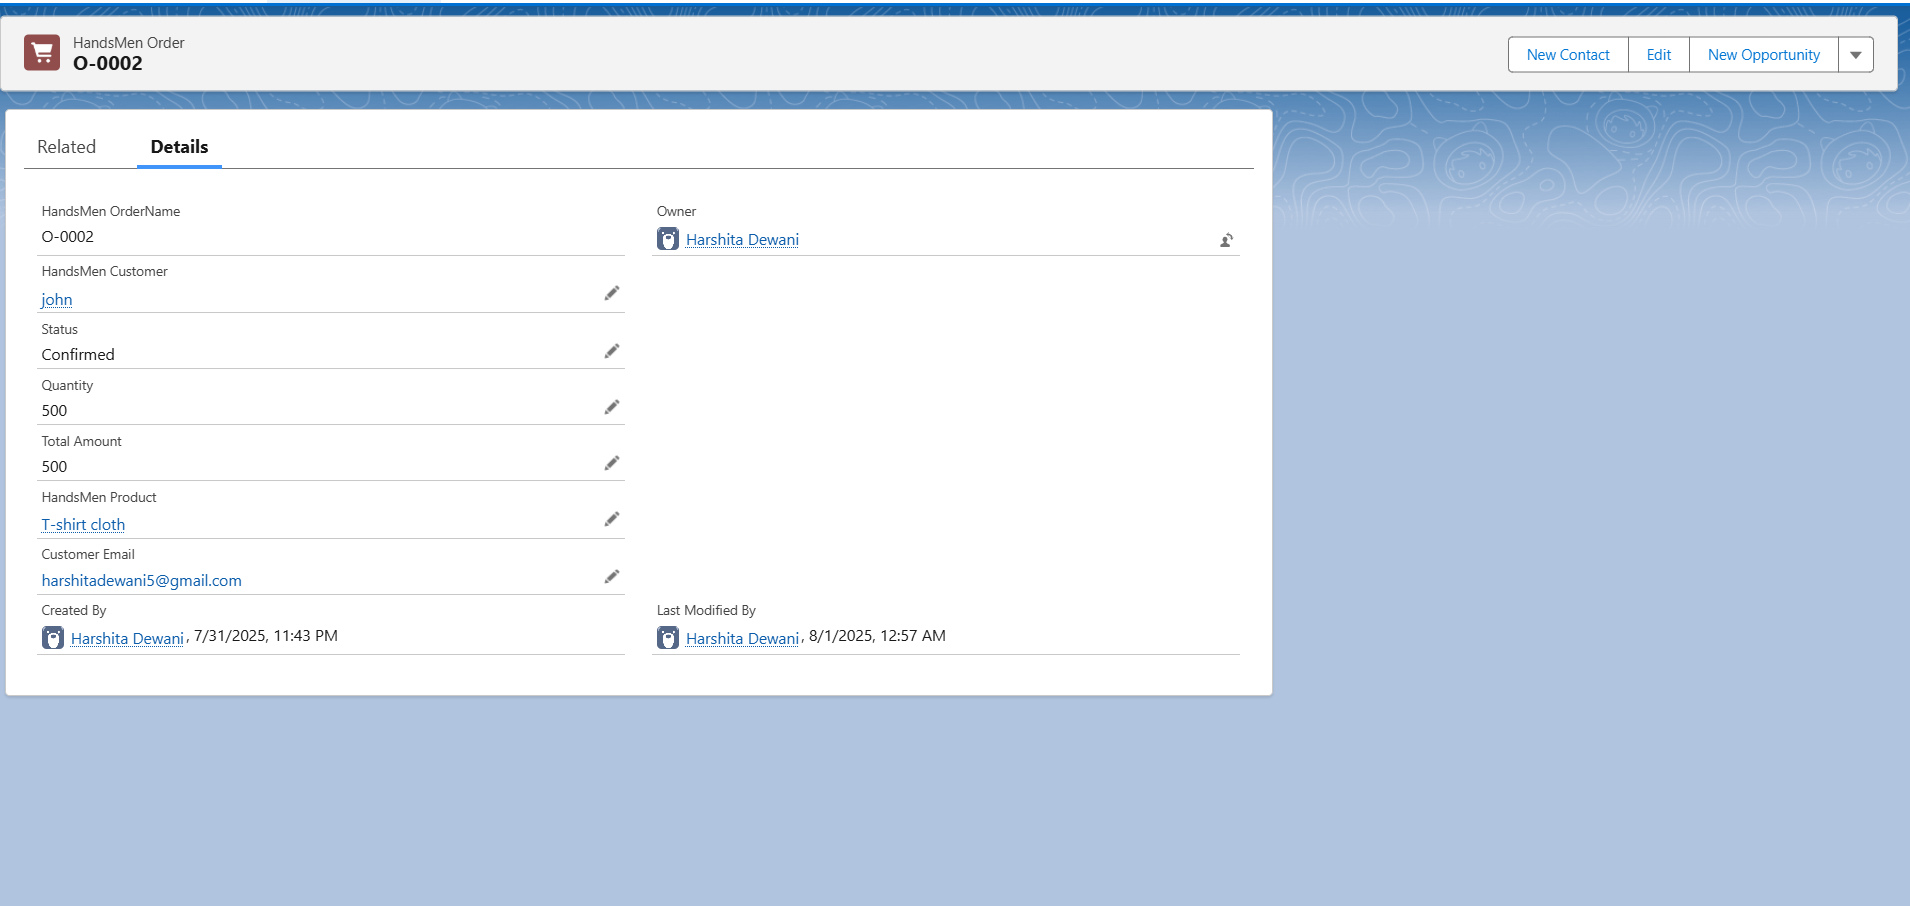 HandsMen Order
O-0002
New Contact
Edit
New Opportunity
Related
Details
HandsMen OrderName
O-0002
Owner
Harshita Dewani
HandsMen Customer
john
Status
Confirmed
Quantity
500
Total Amount
500
HandsMen Product
T-shirt cloth
Customer Email
harshitadewani5@gmail.com
Created By
Harshita Dewani, 7/31/2025, 11:43 PM
Last Modified By
Harshita Dewani, 8/1/2025, 12:57 AM